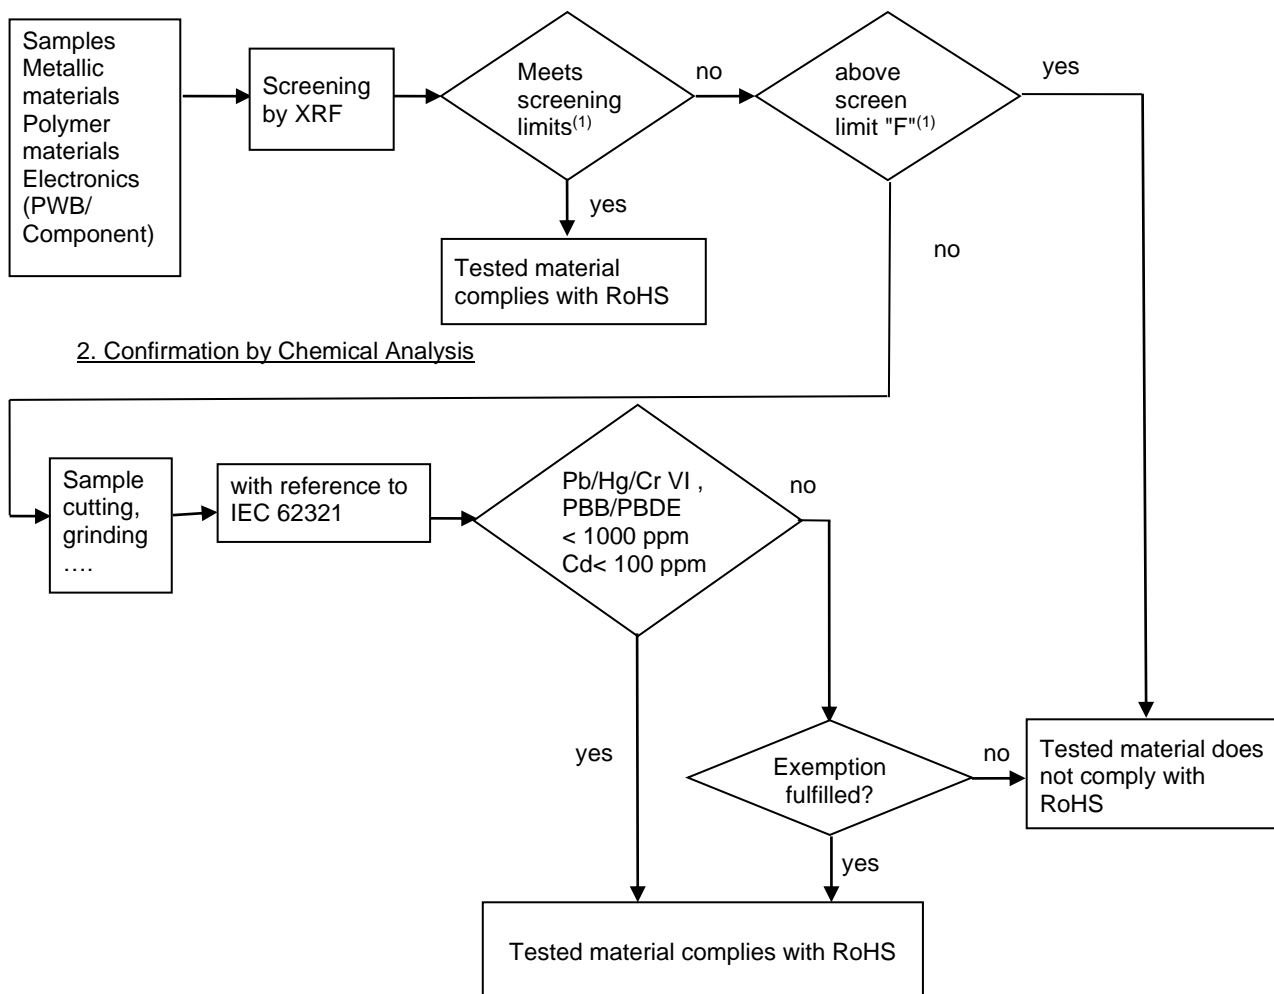 Samples
Metallic
materials
Polymer
materials
Electronics
(PWB/
Component)
Screening
by XRF
Meets
screening
limits(1)
no
above
screen
limit "F"(1)
yes
yes
no
Tested material
complies with RoHS
2. Confirmation by Chemical Analysis
Sample
cutting,
grinding
….
with reference to
IEC 62321
Pb/Hg/Cr VI ,
PBB/PBDE
< 1000 ppm
Cd< 100 ppm
no
yes
Exemption
fulfilled?
no
Tested material does
not comply with
RoHS
yes
Tested material complies with RoHS